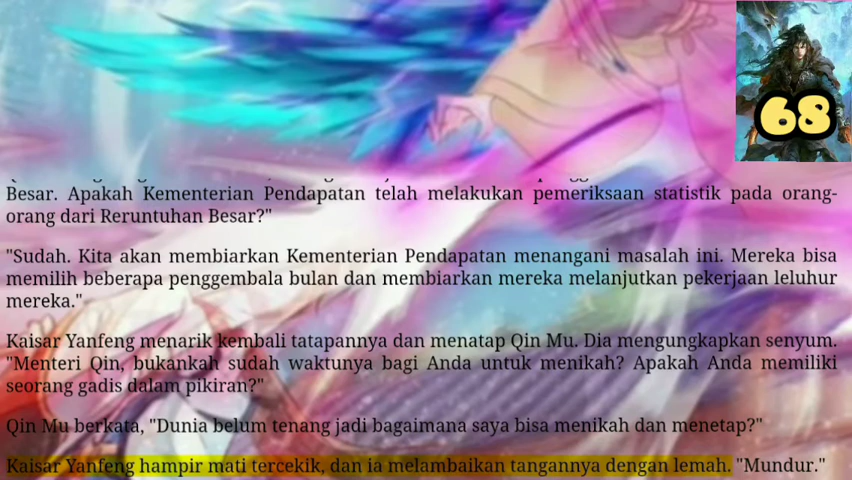 68
Besar. Apakah Kementerian Pendapatan telah melakukan pemeriksaan statistik pada orang-
orang dari Reruntuhan Besar?"
"Sudah. Kita akan membiarkan Kementerian Pendapatan menangani masalah ini. Mereka bisa
memilih beberapa penggembala bulan dan membiarkan mereka melanjutkan pekerjaan leluhur
mereka."
Kaisar Yanfeng menarik kembali tatapannya dan menatap Qin Mu. Dia mengungkapkan senyum.
"Menteri Qin, bukankah sudah waktunya bagi Anda untuk menikah? Apakah Anda memiliki
seorang gadis dalam pikiran?"
Qin Mu berkata, "Dunia belum tenang jadi bagaimana saya bisa menikah dan menetap?"
Kaisar Yanfeng hampir mati tercekik, dan ia melambaikan tangannya dengan lemah. "Mundur."